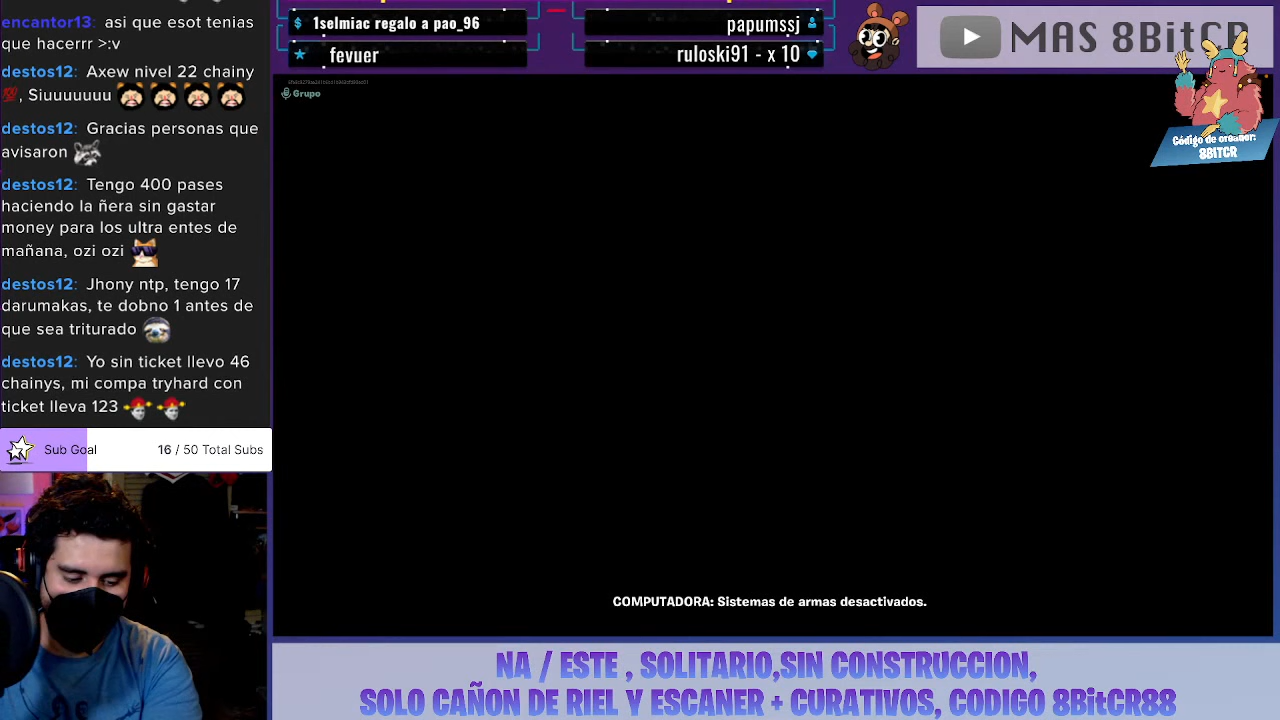 encantor13: asi que esot tenias
que hacerrr >:v
destos12: Axew nivel 22 chainy
💯, Siuuuuuuu
destos12: Gracias personas que
avisaron
destos12: Tengo 400 pases
haciendo la ñera sin gastar
money para los ultra entes de
mañana, ozi ozi
destos12: Jhony ntp, tengo 17
darumakas, te dobno 1 antes de
que sea triturado
destos12: Yo sin ticket llevo 46
chainys, mi compa tryhard con
ticket lleva 123
Sub Goal 16 / 50 Total Subs
$ 1selmiac regalo a pao_96
fevuer
papumssj
ruloski91 - x 10
MAS 8BitCR
Código de creador:
8BITCR
Grupo
COMPUTADORA: Sistemas de armas desactivados.
NA / ESTE , SOLITARIO,SIN CONSTRUCCION,
SOLO CAÑON DE RIEL Y ESCANER + CURATIVOS, CODIGO 8BitCR88